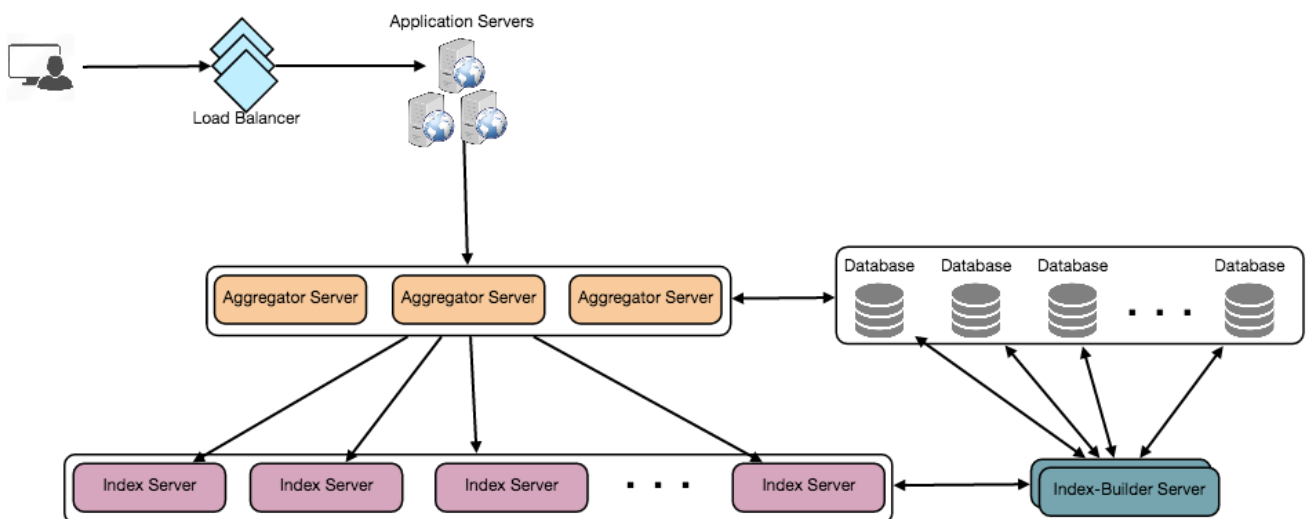 Application Servers
Load Balancer
Database Database Database Database
Aggregator Server Aggregator Server Aggregator Server
Index Server Index Server Index Server Index Server
Index-Builder Server